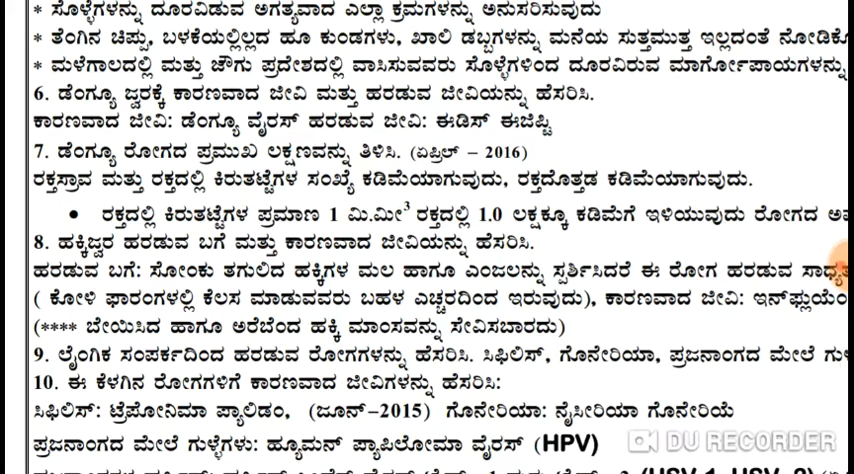 * ಸೊಳ್ಳೆಗಳನ್ನು ದೂರವಿಡುವ ಅಗತ್ಯವಾದ ಎಲ್ಲಾ ಕ್ರಮಗಳನ್ನು ಅನುಸರಿಸುವುದು
* ತೆಂಗಿನ ಚಿಪ್ಪು, ಬಳಕೆಯಲ್ಲಿಲ್ಲದ ಹೂ ಕುಂಡಗಳು, ಖಾಲಿ ಡಬ್ಬಗಳನ್ನು ಮನೆಯ ಸುತ್ತಮುತ್ತ ಇಲ್ಲದಂತೆ
* ಮಳೆಗಾಲದಲ್ಲಿ ಮತ್ತು ಜೌಗು ಪ್ರದೇಶದಲ್ಲಿ ವಾಸಿಸುವವರು ಸೊಳ್ಳೆಗಳಿಂದ ದೂರವಿರುವ ಮಾರ್ಗೋಪಾಯಗಳನ್ನು
6. ಡೆಂಗ್ಯೂ ಜ್ವರಕ್ಕೆ ಕಾರಣವಾದ ಜೀವಿ ಮತ್ತು ಹರಡುವ ಜೀವಿಯನ್ನು ಹೆಸರಿಸಿ.
ಕಾರಣವಾದ ಜೀವಿ: ಡೆಂಗ್ಯೂ ವೈರಸ್ ಹರಡುವ ಜೀವಿ: ಈಡಿಸ್ ಈಜಿಪ್ಟಿ
7. ಡೆಂಗ್ಯೂ ರೋಗದ ಪ್ರಮುಖ ಲಕ್ಷಣವನ್ನು ತಿಳಿಸಿ. (ಏಪ್ರಿಲ್ – 2016)
ರಕ್ತಸ್ರಾವ ಮತ್ತು ರಕ್ತದಲ್ಲಿ ಕಿರುತಟ್ಟೆಗಳ ಸಂಖ್ಯೆ ಕಡಿಮೆಯಾಗುವುದು, ರಕ್ತದೊತ್ತಡ ಕಡಿಮೆಯಾಗುವುದು.
• ರಕ್ತದಲ್ಲಿ ಕಿರುತಟ್ಟೆಗಳ ಪ್ರಮಾಣ 1 ಮಿ.ಮೀ³ ರಕ್ತದಲ್ಲಿ 1.0 ಲಕ್ಷಕ್ಕೂ ಕಡಿಮೆಗೆ ಇಳಿಯುವುದು ರೋಗದ
8. ಹಕ್ಕಿಜ್ವರ ಹರಡುವ ಬಗೆ ಮತ್ತು ಕಾರಣವಾದ ಜೀವಿಯನ್ನು ಹೆಸರಿಸಿ.
ಹರಡುವ ಬಗೆ: ಸೋಂಕು ತಗುಲಿದ ಹಕ್ಕಿಗಳ ಮಲ ಹಾಗೂ ಎಂಜಲನ್ನು ಸ್ಪರ್ಶಿಸಿದರೆ ಈ ರೋಗ ಹರಡುವ
( ಕೋಳಿ ಫಾರಂಗಳಲ್ಲಿ ಕೆಲಸ ಮಾಡುವವರು ಬಹಳ ಎಚ್ಚರದಿಂದ ಇರುವುದು), ಕಾರಣವಾದ ಜೀವಿ:
(**** ಬೇಯಿಸಿದ ಹಾಗೂ ಅರೆಬೆಂದ ಹಕ್ಕಿ ಮಾಂಸವನ್ನು ಸೇವಿಸಬಾರದು)
9. ಲೈಂಗಿಕ ಸಂಪರ್ಕದಿಂದ ಹರಡುವ ರೋಗಗಳನ್ನು ಹೆಸರಿಸಿ. ಸಿಫಿಲಿಸ್, ಗೊನೇರಿಯಾ, ಪ್ರಜನಾಂಗದ ಮೇಲೆ
10. ಈ ಕೆಳಗಿನ ರೋಗಗಳಿಗೆ ಕಾರಣವಾದ ಜೀವಿಗಳನ್ನು ಹೆಸರಿಸಿ:
ಸಿಫಿಲಿಸ್: ಟ್ರೆಪೋನಿಮಾ ಪ್ಯಾಲಿಡಂ, (ಜೂನ್–2015) ಗೊನೇರಿಯಾ: ನೈಸೀರಿಯಾ ಗೊನೇರಿಯೆ
ಪ್ರಜನಾಂಗದ ಮೇಲೆ ಗುಳ್ಳೆಗಳು: ಹ್ಯೂಮನ್ ಪ್ಯಾಪಿಲೋಮಾ ವೈರಸ್ (HPV)
DU RECORDER